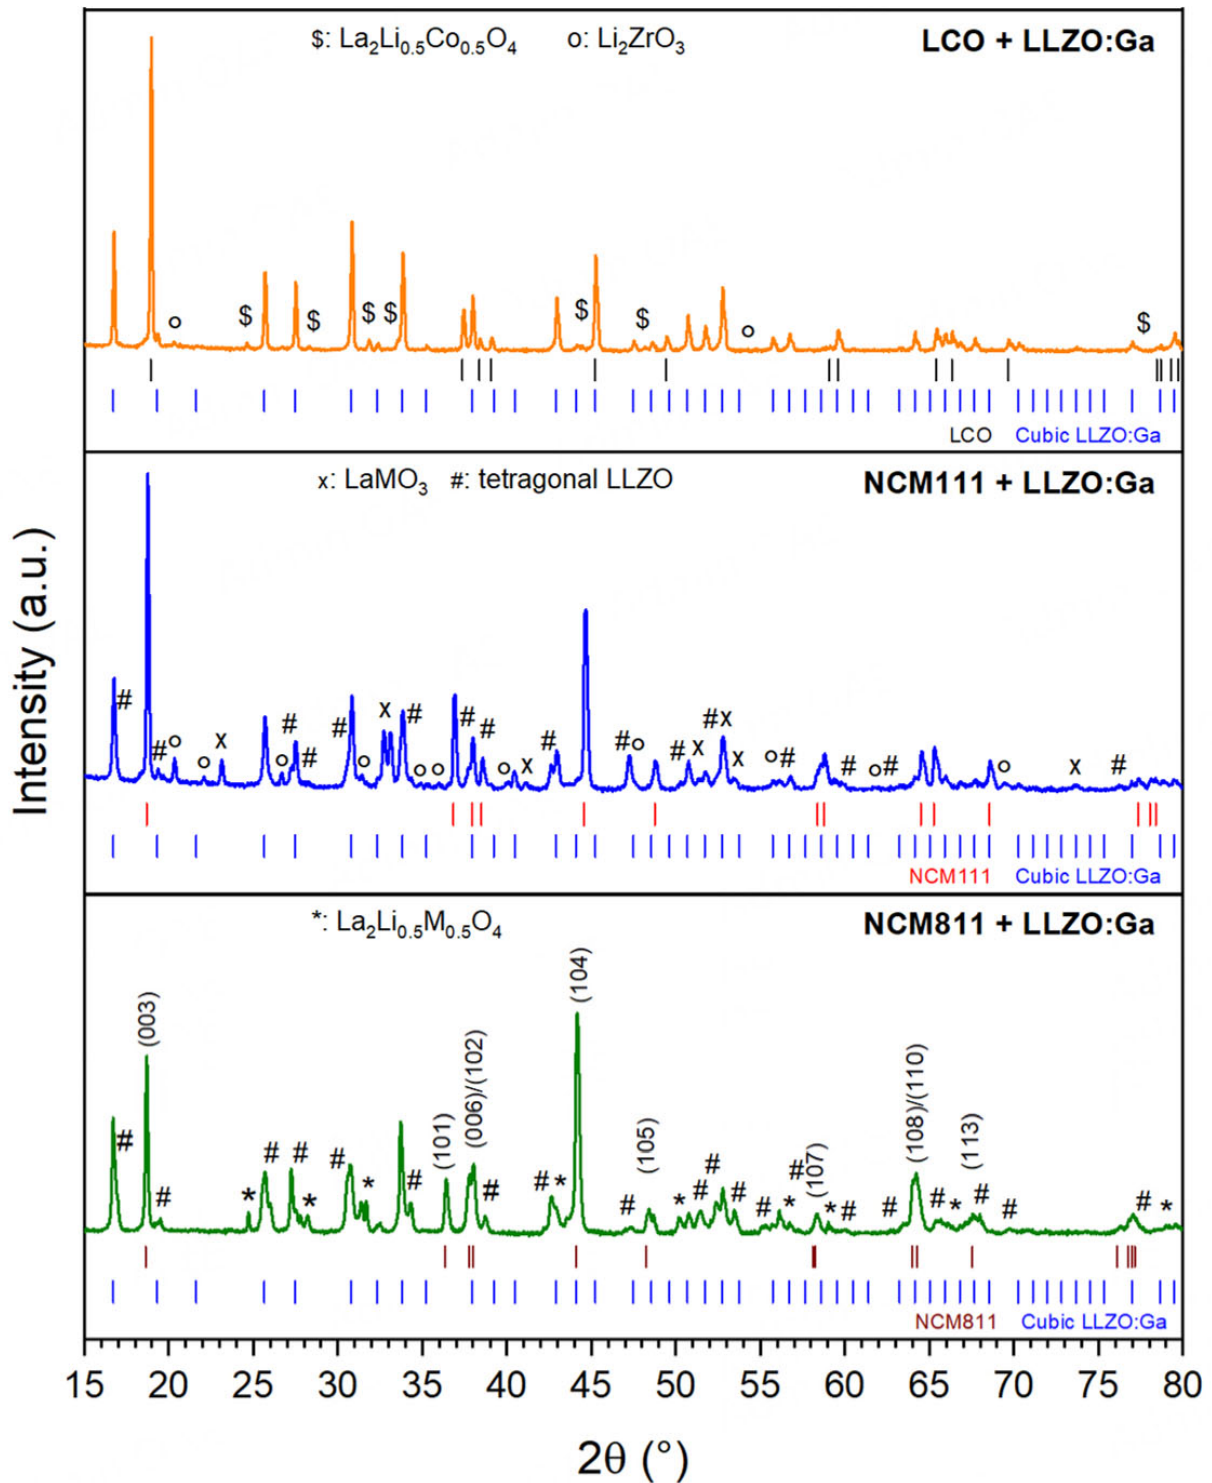 $: La₂Li₀.₅Co₀.₅O₄ o: Li₂ZrO₃ LCO + LLZO:Ga
o $ $ $ $ $ $ o $
LCO Cubic LLZO:Ga
x: LaMO₃ #: tetragonal LLZO NCM111 + LLZO:Ga
# # o o x o # # # o x # o o # # o x # # o # x # x x o # # o # o x #
NCM111 Cubic LLZO:Ga
*: La₂Li₀.₅M₀.₅O₄ NCM811 + LLZO:Ga
(003) (101) (006)/(102) (104) (105) (107) (108)/(110) (113)
# # * # # * # * # # # * # * # # # # * # * # # # * # # # *
NCM811 Cubic LLZO:Ga
15 20 25 30 35 40 45 50 55 60 65 70 75 80
2θ (°)
Intensity (a.u.)